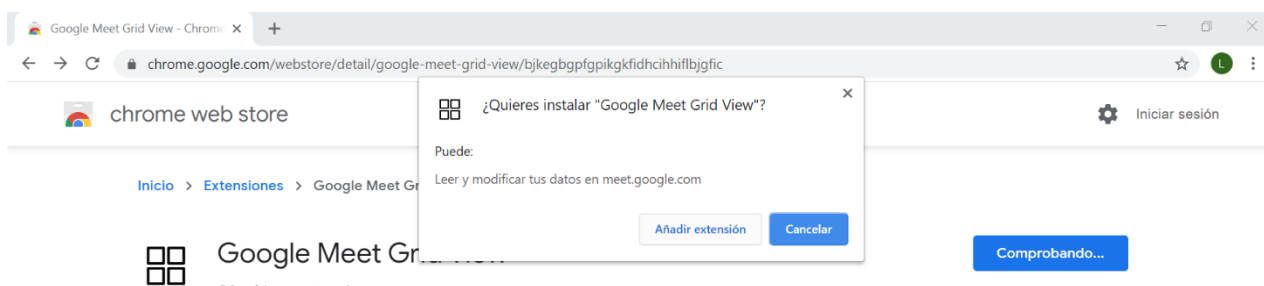 Google Meet Grid View - Chrom
chrome.google.com/webstore/detail/google-meet-grid-view/bjkegbgpfgpikgkfidhcihhiflbjgfic
L
chrome web store
Iniciar sesión
¿Quieres instalar "Google Meet Grid View"?
Puede:
Leer y modificar tus datos en meet.google.com
Añadir extensión
Cancelar
Inicio > Extensiones > Google Meet Gr
Google Meet Gr
Comprobando...